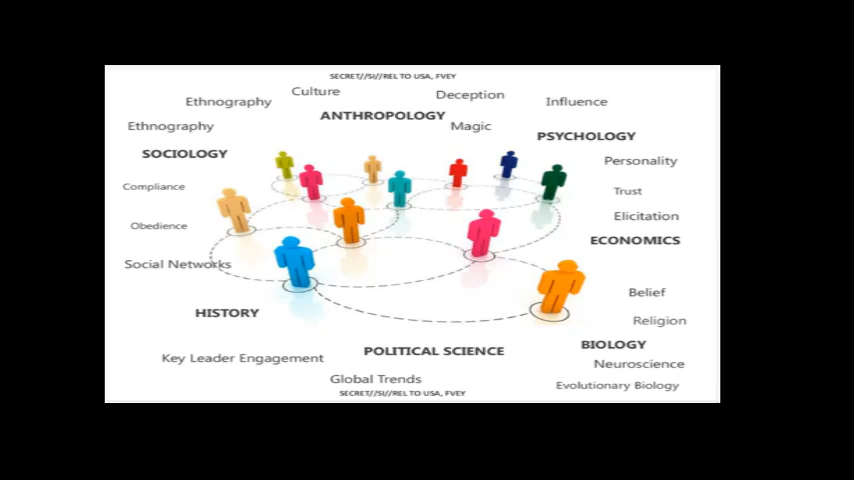 SECRET//SI//REL TO USA, FVEY
Culture
Deception
Ethnography
Influence
ANTHROPOLOGY
Ethnography
Magic
PSYCHOLOGY
SOCIOLOGY
Personality
Compliance
Trust
Elicitation
Obedience
ECONOMICS
Social Networks
Belief
HISTORY
Religion
BIOLOGY
POLITICAL SCIENCE
Key Leader Engagement
Neuroscience
Global Trends
Evolutionary Biology
SECRET//SI//REL TO USA, FVEY